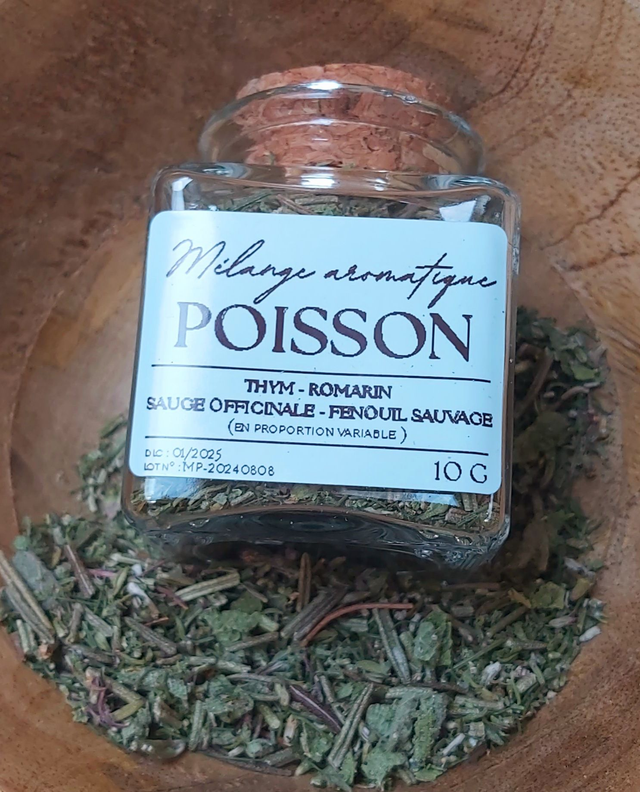 Mélange aromatique
POISSON
THYM - ROMARIN
SAUGE OFFICINALE - FENOUIL SAUVAGE
(EN PROPORTION VARIABLE)
DLC : 01/2025
LOT N° : MP-20240808
10 G